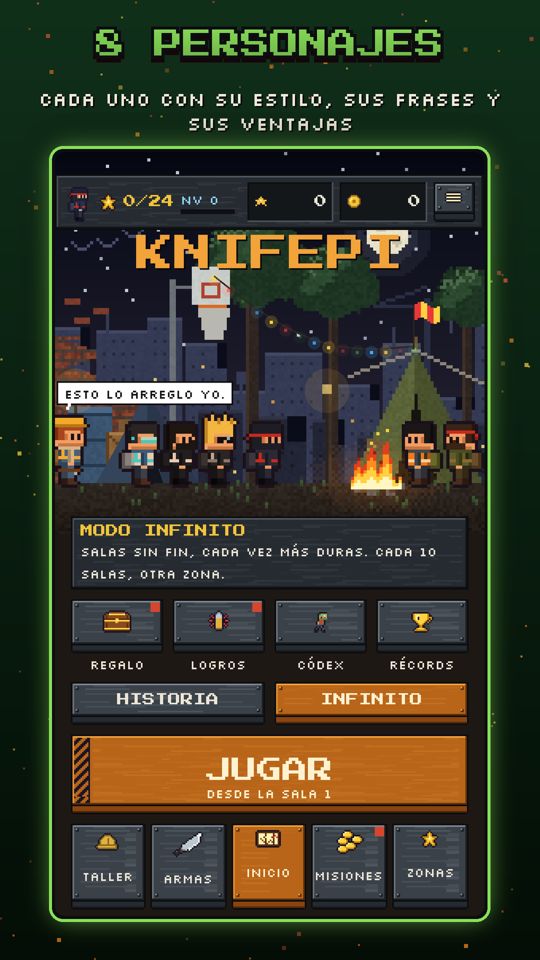 8 PERSONAJES
CADA UNO CON SU ESTILO, SUS FRASES Y
SUS VENTAJAS
0/24 NV 0 0 0
KNIFEPI
ESTO LO ARREGLO YO.
MODO INFINITO
SALAS SIN FIN, CADA VEZ MÁS DURAS. CADA 10
SALAS, OTRA ZONA.
REGALO LOGROS CÓDEX RÉCORDS
HISTORIA INFINITO
JUGAR
DESDE LA SALA 1
TALLER ARMAS INICIO MISIONES ZONAS